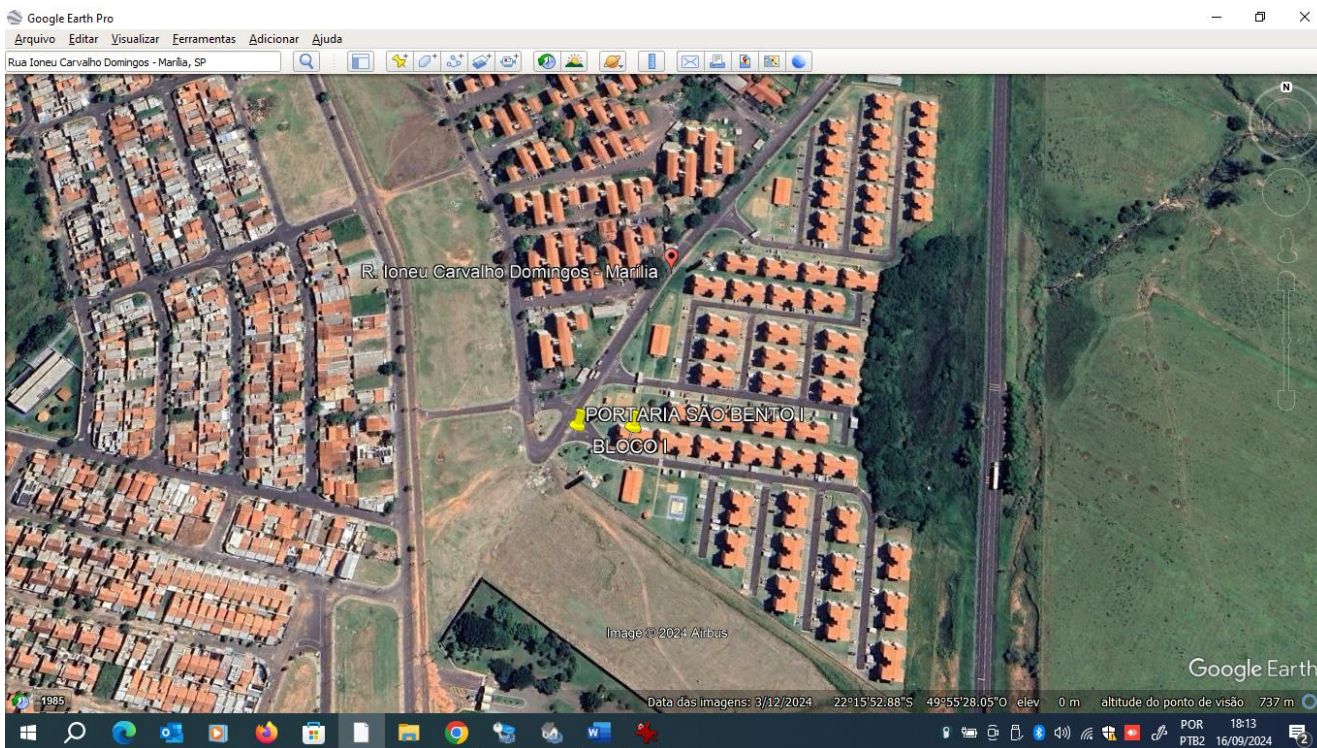 Google Earth Pro
Arquivo Editar Visualizar Ferramentas Adicionar Ajuda
Rua Ioneu Carvalho Domingos - Marília, SP
N
R. Ioneu Carvalho Domingos - Marília
PORTARIA SÃO BENTO I
BLOCO I
Image © 2024 Airbus
Google Earth
1985
Data das imagens: 3/12/2024 22°15'52.88"S 49°55'28.05"O elev 0 m altitude do ponto de visão 737 m
POR 18:13
PTB2 16/09/2024